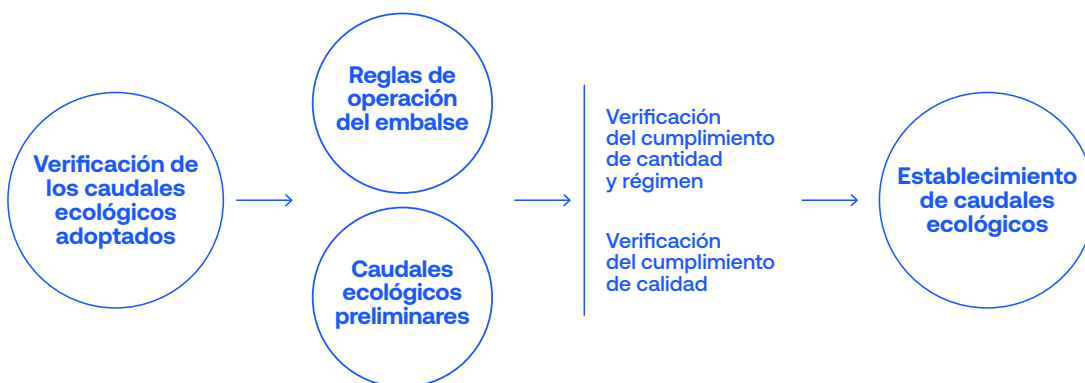 Verificación de
los caudales
ecológicos
adoptados
Reglas de
operación
del embalse
Caudales
ecológicos
preliminares
Verificación
del cumplimiento
de cantidad
y régimen
Verificación
del cumplimiento
de calidad
Establecimiento
de caudales
ecológicos